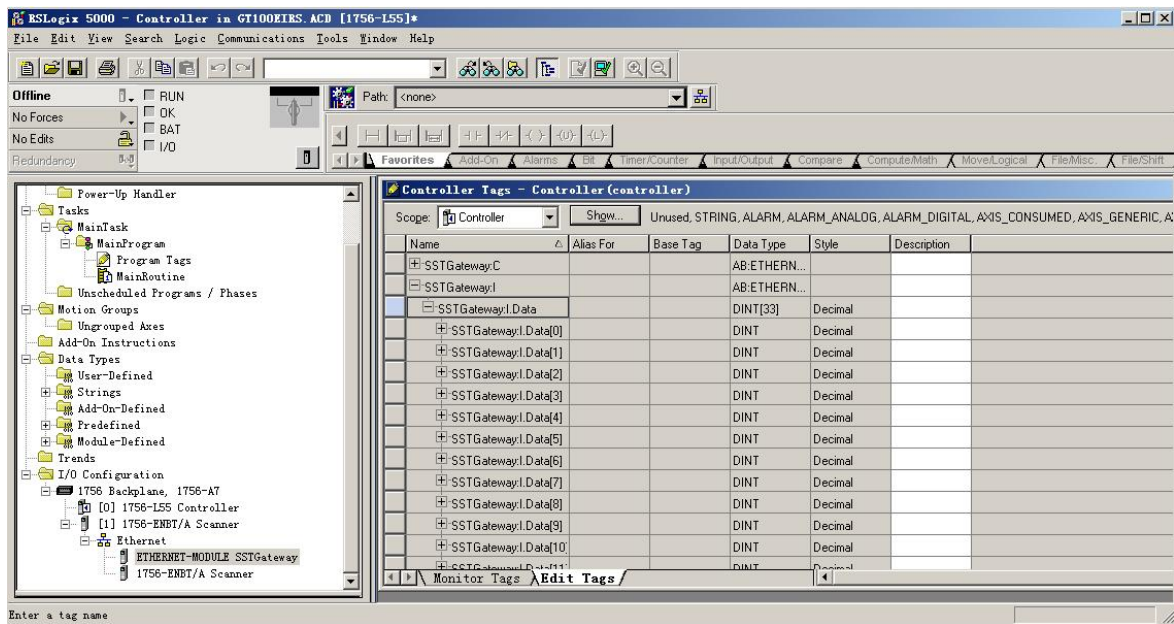 RSLogix 5000 - Controller in GT100EIRS.ACD [1756-L55]*
File Edit View Search Logic Communications Tools Window Help
Offline
RUN
No Forces
OK
No Edits
BAT
Redundancy
I/O
Path: <none>
Favorites Add-On Alarms Bit Timer/Counter Input/Output Compare Compute/Math Move/Logical File/Misc. File/Shift
Power-Up Handler
Tasks
MainTask
MainProgram
Program Tags
MainRoutine
Unscheduled Programs / Phases
Motion Groups
Ungrouped Axes
Add-On Instructions
Data Types
User-Defined
Strings
Add-On-Defined
Predefined
Module-Defined
Trends
I/O Configuration
1756 Backplane, 1756-A7
[0] 1756-L55 Controller
[1] 1756-ENBT/A Scanner
Ethernet
ETHERNET-MODULE SSTGateway
1756-ENBT/A Scanner
Controller Tags - Controller(controller)
Scope: Controller Show... Unused, STRING, ALARM, ALARM_ANALOG, ALARM_DIGITAL, AXIS_CONSUMED, AXIS_GENERIC,
Name Alias For Base Tag Data Type Style Description
SSTGateway:C AB:ETHERN...
SSTGateway:I AB:ETHERN...
SSTGateway:I.Data DINT[33] Decimal
SSTGateway:I.Data[0] DINT Decimal
SSTGateway:I.Data[1] DINT Decimal
SSTGateway:I.Data[2] DINT Decimal
SSTGateway:I.Data[3] DINT Decimal
SSTGateway:I.Data[4] DINT Decimal
SSTGateway:I.Data[5] DINT Decimal
SSTGateway:I.Data[6] DINT Decimal
SSTGateway:I.Data[7] DINT Decimal
SSTGateway:I.Data[8] DINT Decimal
SSTGateway:I.Data[9] DINT Decimal
SSTGateway:I.Data[10] DINT Decimal
Monitor Tags Edit Tags
Enter a tag name